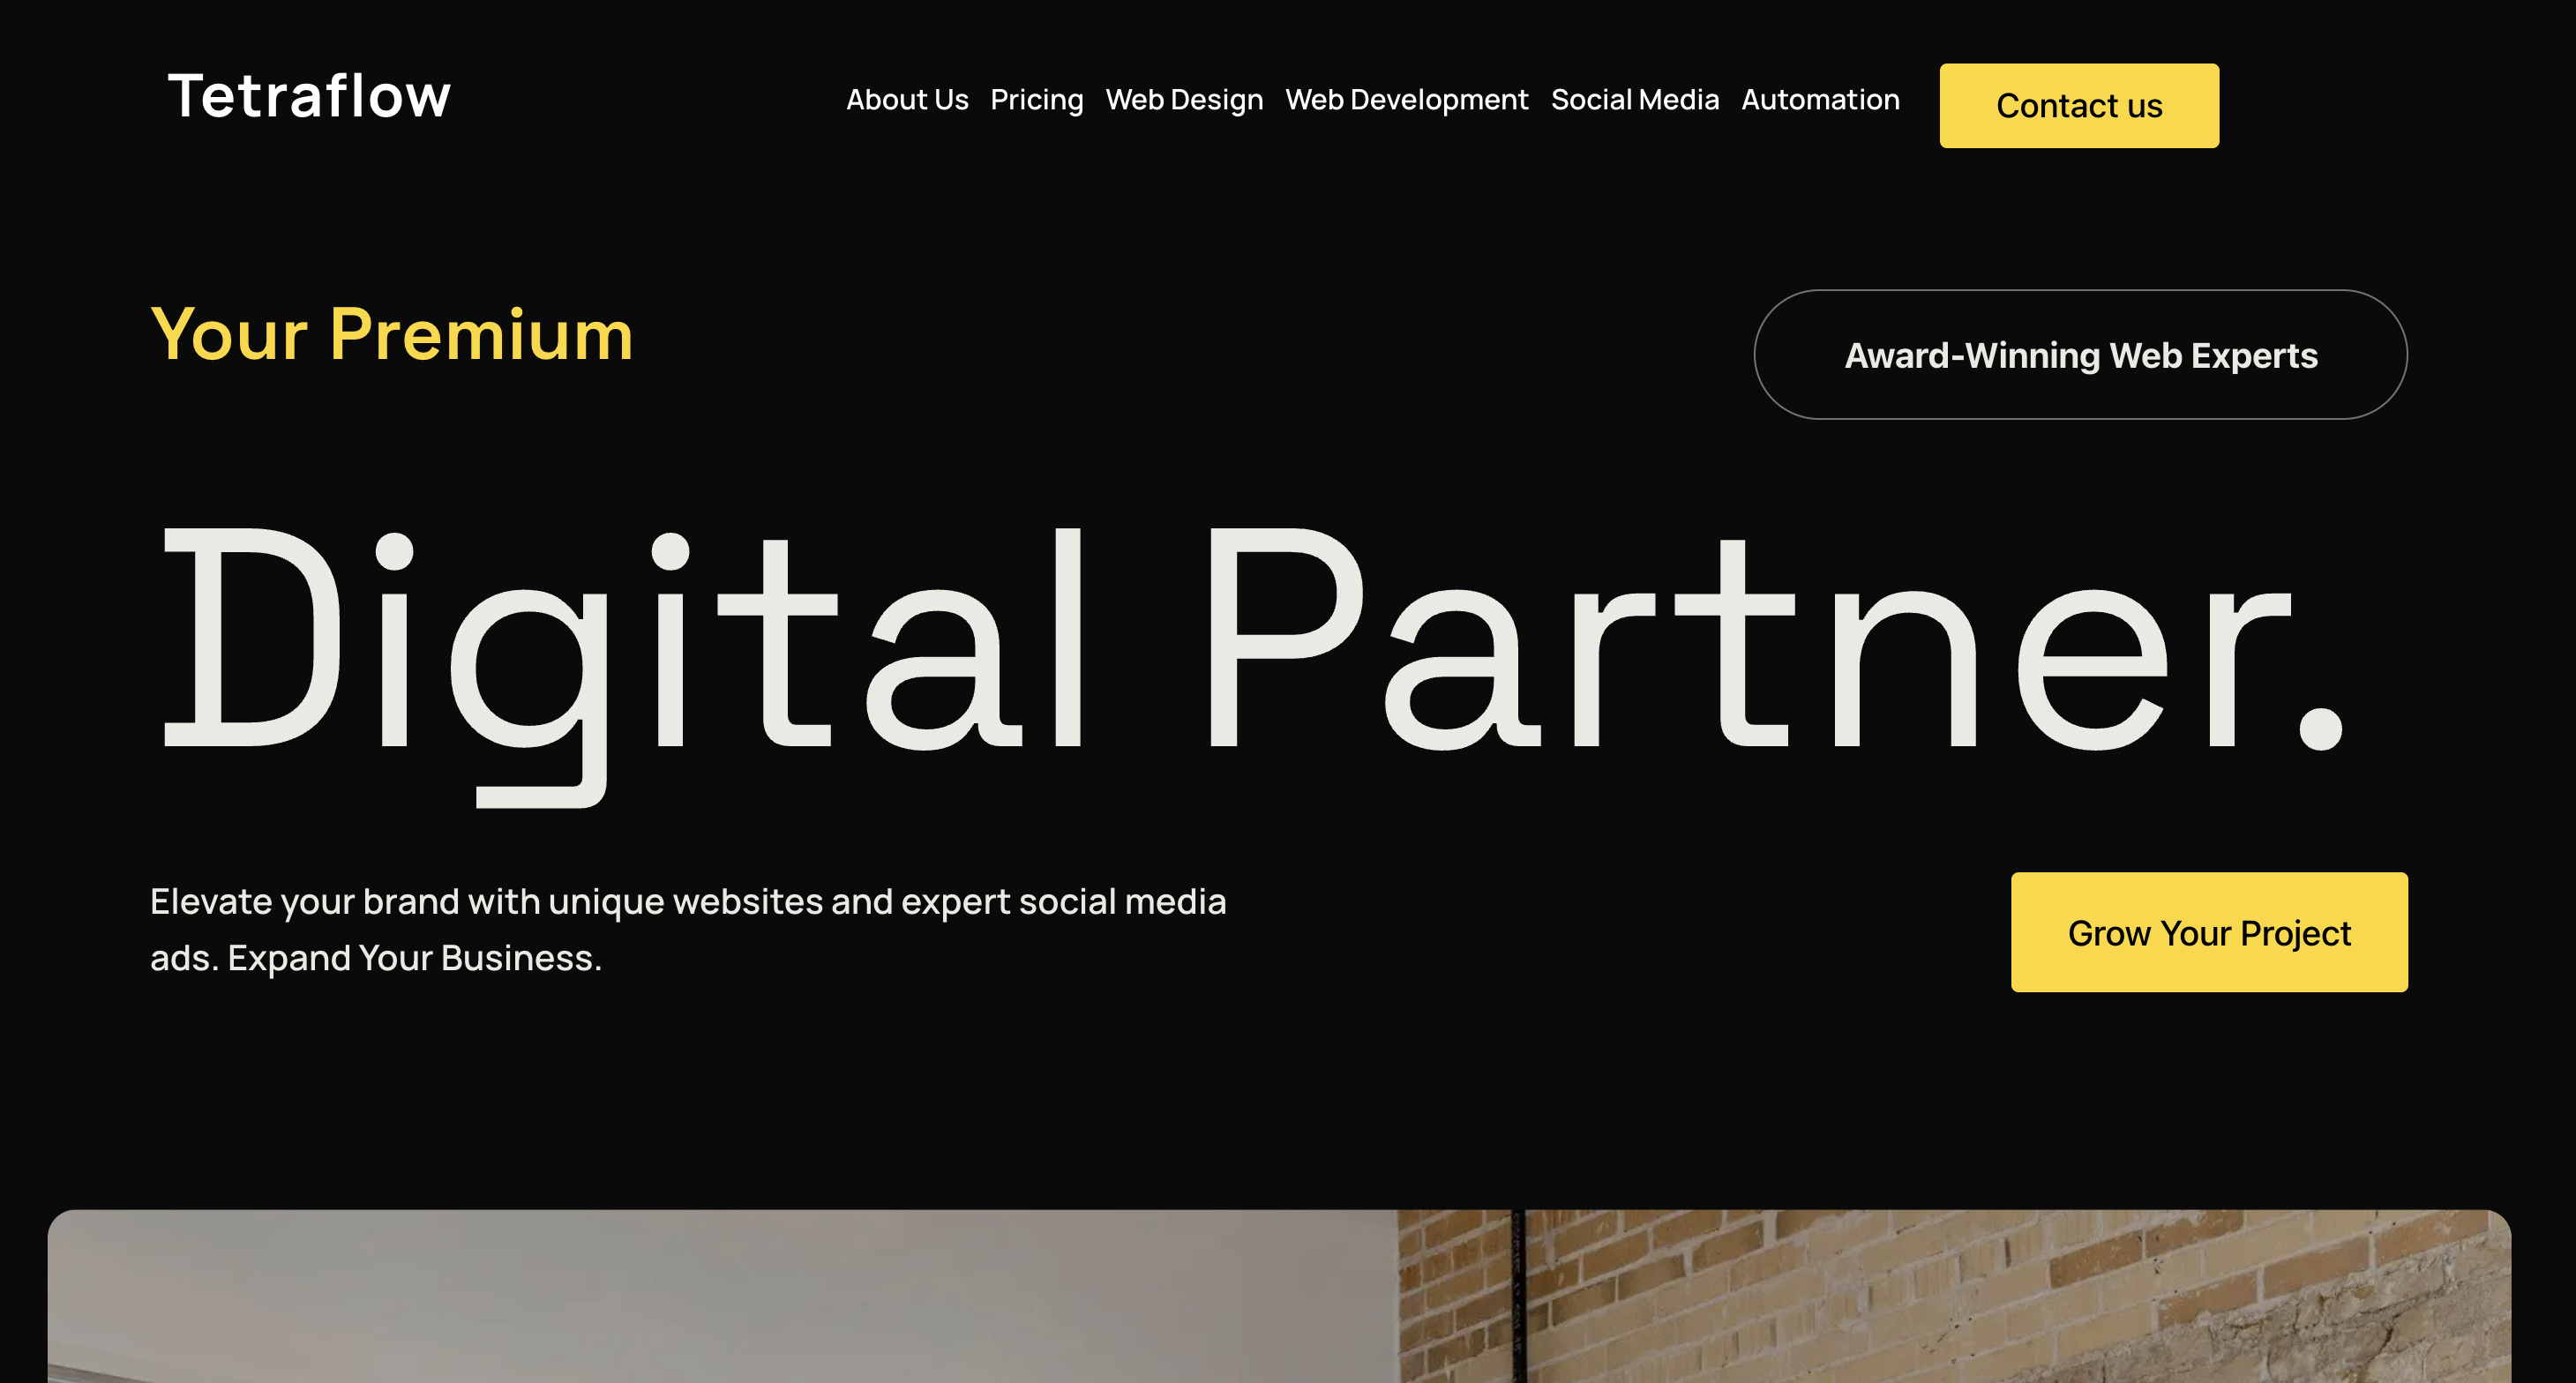 Tetraflow
About Us Pricing Web Design Web Development Social Media Automation
Contact us
Your Premium
Award-Winning Web Experts
Digital Partner.
Elevate your brand with unique websites and expert social media
ads. Expand Your Business.
Grow Your Project